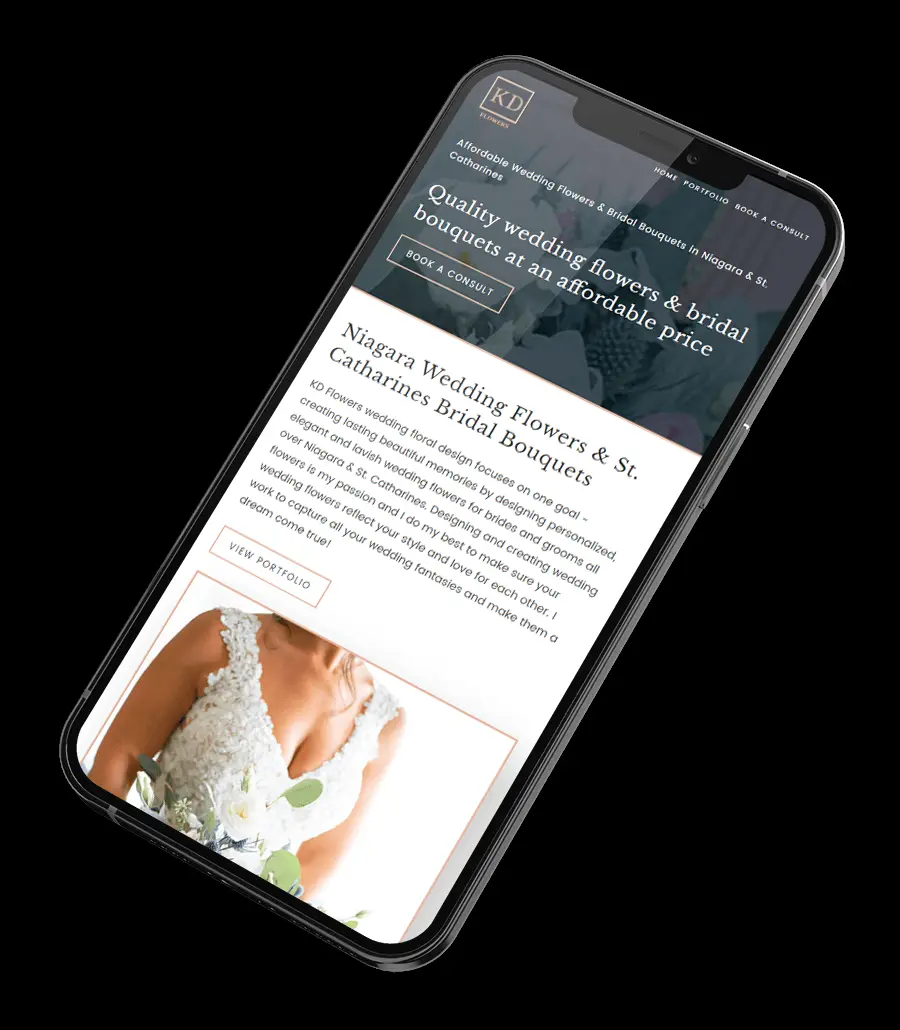 KD
FLOWERS
HOME PORTFOLIO BOOK A CONSULT
Affordable Wedding Flowers & Bridal Bouquets in Niagara & St.
Catharines
Quality wedding flowers & bridal
bouquets at an affordable price
BOOK A CONSULT
Niagara Wedding Flowers & St.
Catharines Bridal Bouquets
KD Flowers wedding floral design focuses on one goal -
creating lasting beautiful memories by designing personalized,
elegant and lavish wedding flowers for brides and grooms all
over Niagara & St. Catharines. Designing and creating wedding
flowers is my passion and I do my best to make sure your
wedding flowers reflect your style and love for each other. I
work to capture all your wedding fantasies and make them a
dream come true!
VIEW PORTFOLIO